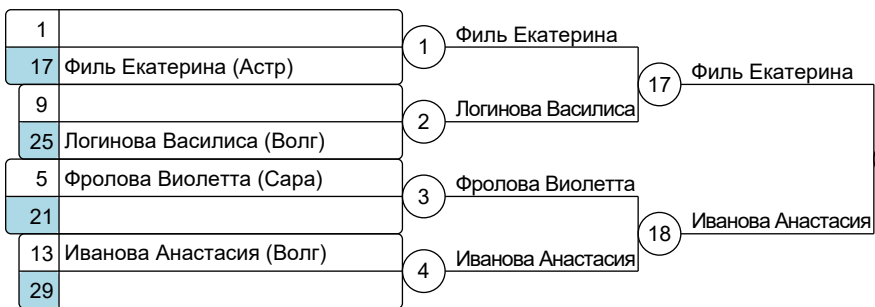 1
17 Филь Екатерина (Астр)
9
25 Логинова Василиса (Волг)
5 Фролова Виолетта (Сара)
21
13 Иванова Анастасия (Волг)
29
1 Филь Екатерина
2 Логинова Василиса
3 Фролова Виолетта
4 Иванова Анастасия
17 Филь Екатерина
18 Иванова Анастасия